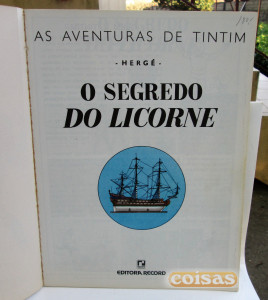 AS AVENTURAS DE TINTIM
- HERGÉ -
O SEGREDO
DO LICORNE
EDITORA RECORD
coisas